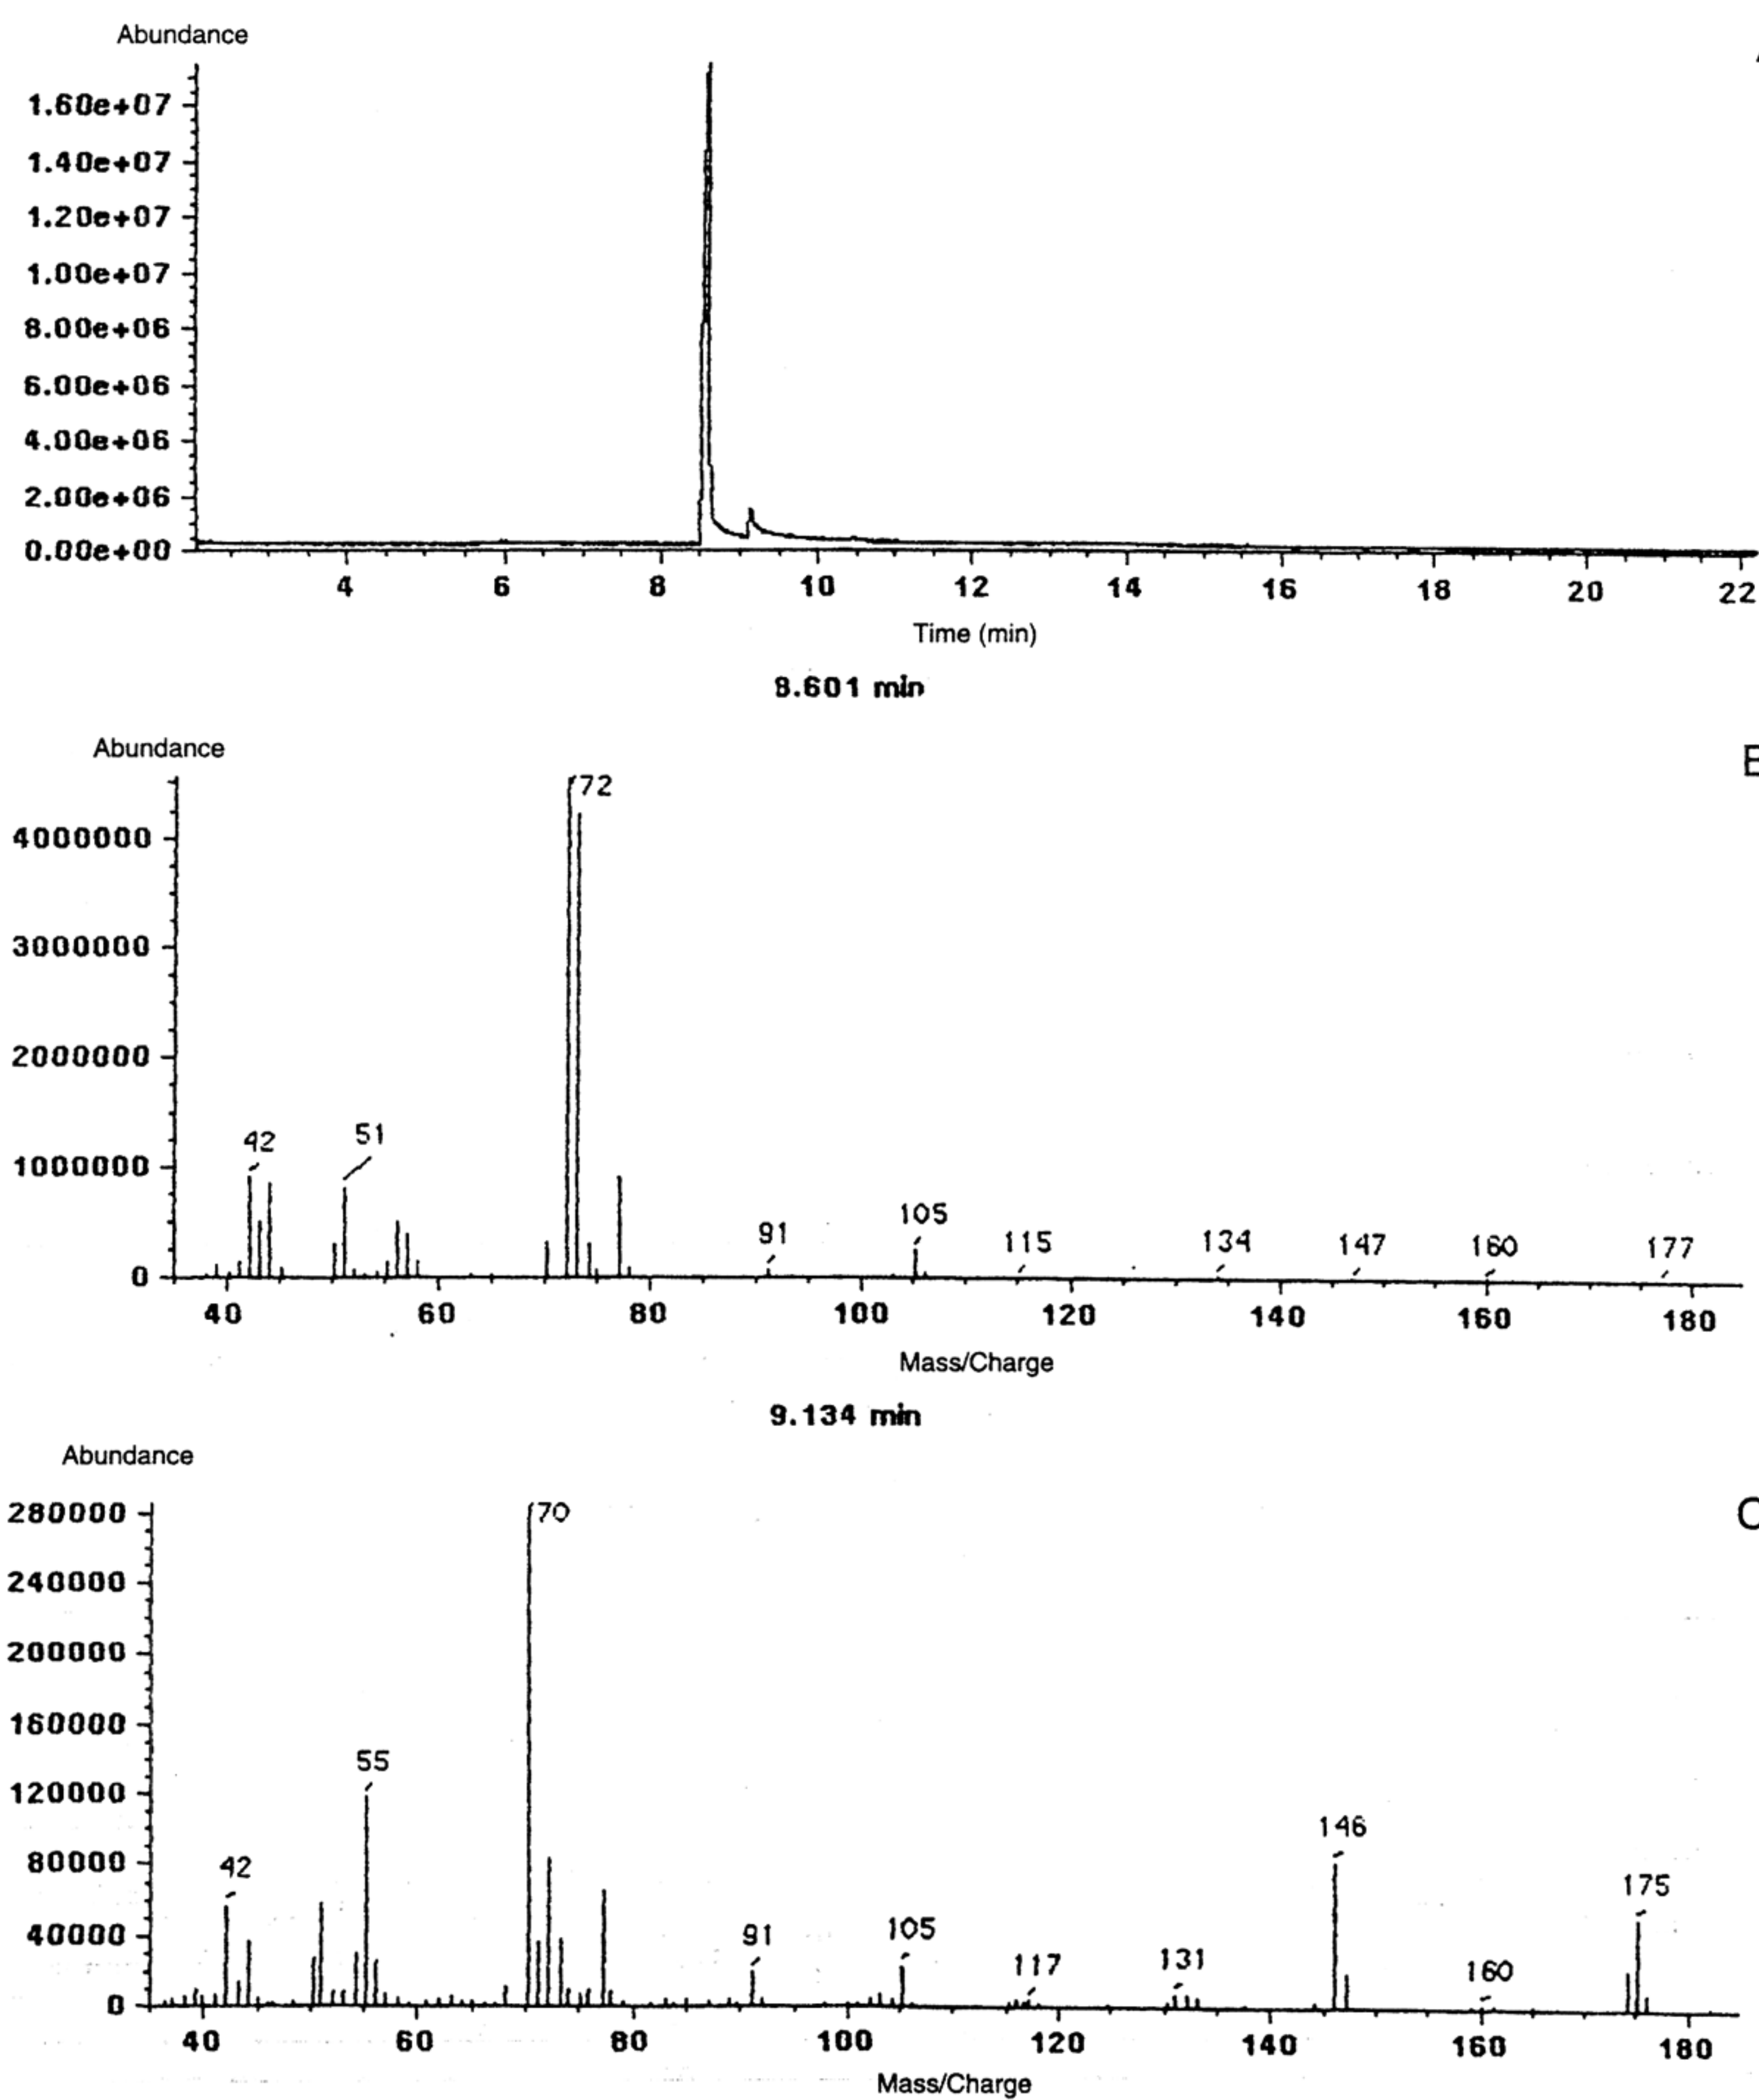 Abundance
1.60e+07
1.40e+07
1.20e+07
1.00e+07
8.00e+06
6.00e+06
4.00e+06
2.00e+06
0.00e+00
4 6 8 10 12 14 16 18 20 22
Time (min)
8.601 min
Abundance
72
4000000
3000000
2000000
42 51
1000000
91 105 115 134 147 160 177
0
40 60 80 100 120 140 160 180
Mass/Charge
9.134 min
Abundance
280000 70
C
240000
200000
160000
55
120000
146
80000
42 175
40000
91 105 117 131 160
0
40 60 80 100 120 140 160 180
Mass/Charge